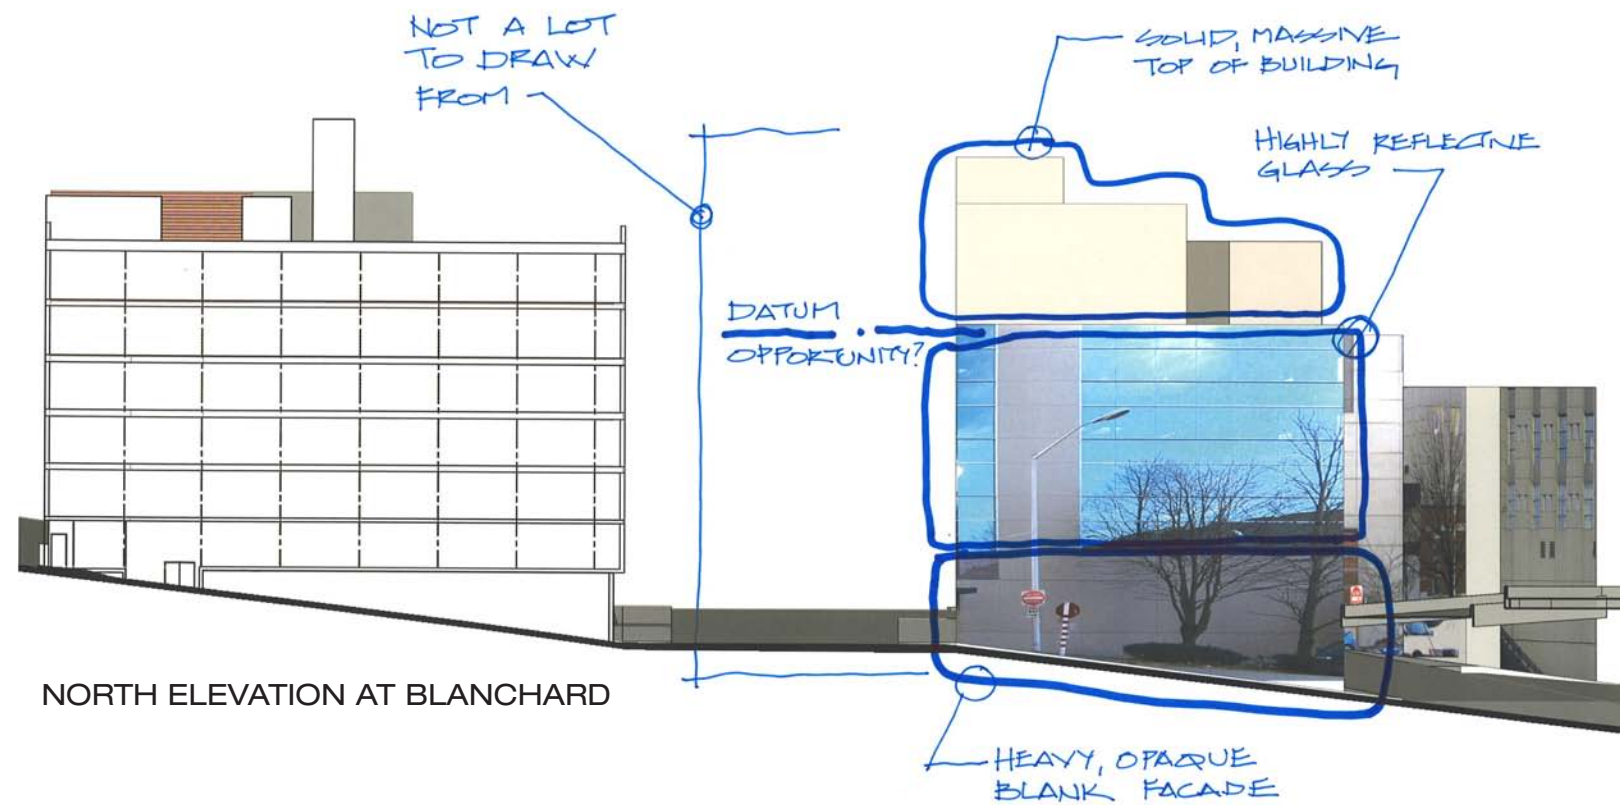 NOT A LOT
TO DRAW
FROM
SOLID, MASSIVE
TOP OF BUILDING
HIGHLY REFLECTIVE
GLASS
DATUM
OPPORTUNITY?
NORTH ELEVATION AT BLANCHARD
HEAVY, OPAQUE
BLANK FACADE